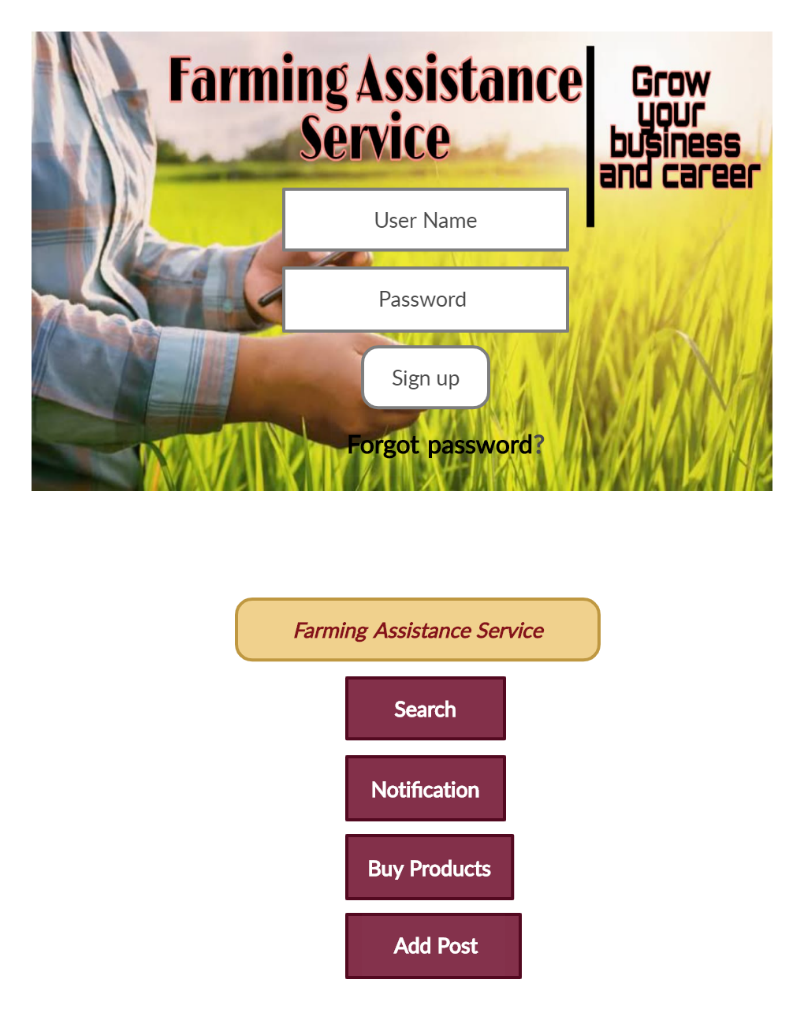 Farming Assistance
Service
Grow
your
business
and career
User Name
Password
Sign up
Forgot password?
Farming Assistance Service
Search
Notification
Buy Products
Add Post